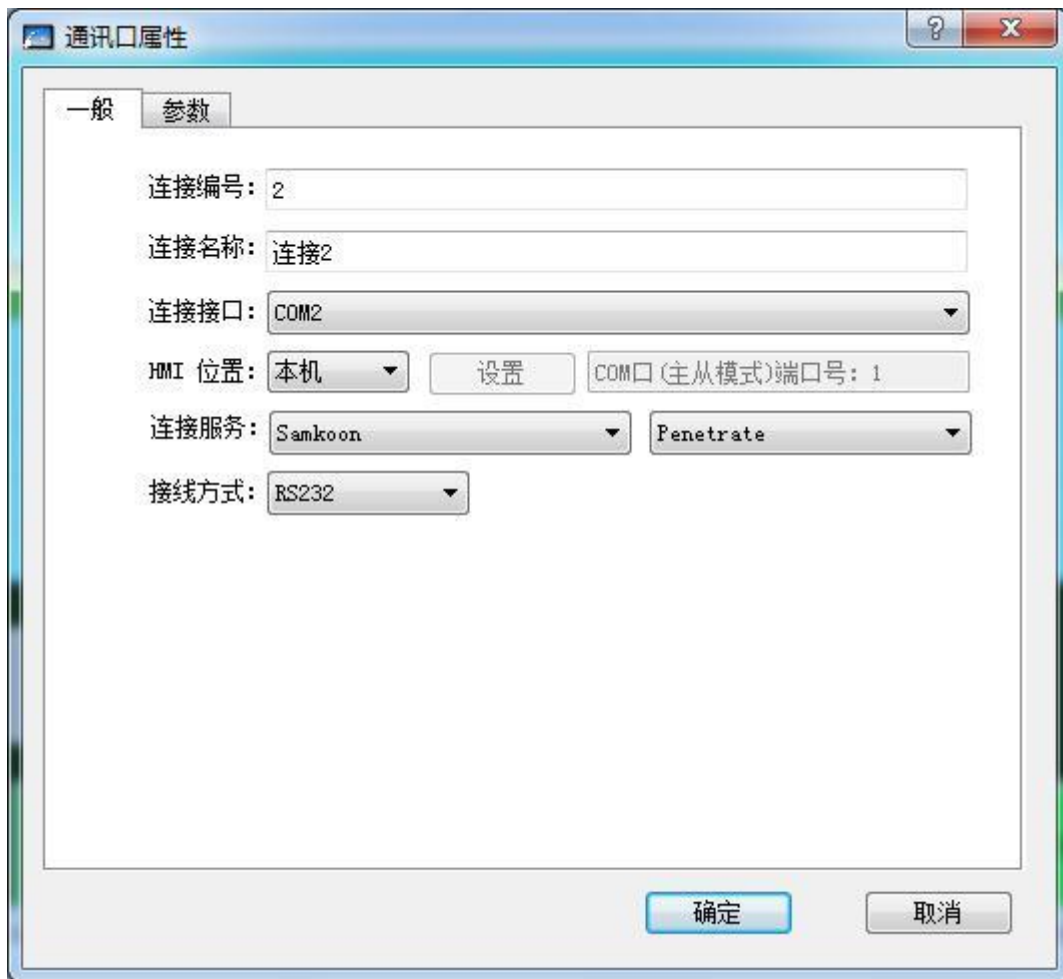 通讯口属性
一般 参数
连接编号: 2
连接名称: 连接2
连接接口: COM2
HMI 位置: 本机 设置 COM口(主从模式)端口号: 1
连接服务: Samkoon Penetrate
接线方式: RS232
确定 取消